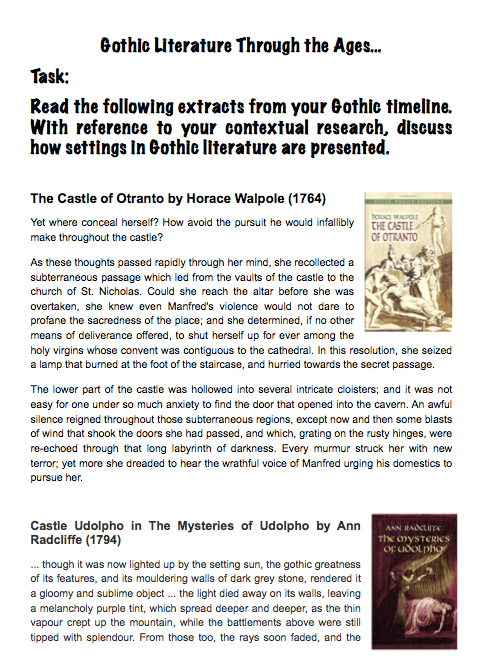 Gothic Literature Through the Ages...
Task:
Read the following extracts from your Gothic timeline.
With reference to your contextual research, discuss
how settings in Gothic literature are presented.
The Castle of Otranto by Horace Walpole (1764)
Yet where conceal herself? How avoid the pursuit he would infallibly
make throughout the castle?
As these thoughts passed rapidly through her mind, she recollected a
subterraneous passage which led from the vaults of the castle to the
church of St. Nicholas. Could she reach the altar before she was
overtaken, she knew even Manfred's violence would not dare to
profane the sacredness of the place; and she determined, if no other
means of deliverance offered, to shut herself up for ever among the
holy virgins whose convent was contiguous to the cathedral. In this resolution, she seized
a lamp that burned at the foot of the staircase, and hurried towards the secret passage.
The lower part of the castle was hollowed into several intricate cloisters; and it was not
easy for one under so much anxiety to find the door that opened into the cavern. An awful
silence reigned throughout those subterraneous regions, except now and then some blasts
of wind that shook the doors she had passed, and which, grating on the rusty hinges, were
re-echoed through that long labyrinth of darkness. Every murmur struck her with new
terror; yet more she dreaded to hear the wrathful voice of Manfred urging his domestics to
pursue her.
HORACE WALPOLE
THE CASTLE
OF OTRANTO
Castle Udolpho in The Mysteries of Udolpho by Ann
Radcliffe (1794)
... though it was now lighted up by the setting sun, the gothic greatness
of its features, and its mouldering walls of dark grey stone, rendered it
a gloomy and sublime object ... the light died away on its walls, leaving
a melancholy purple tint, which spread deeper and deeper, as the thin
vapour crept up the mountain, while the battlements above were still
tipped with splendour. From those too, the rays soon faded, and the
ANN RADCLIFFE
THE MYSTERIES
OF UDOLPHO